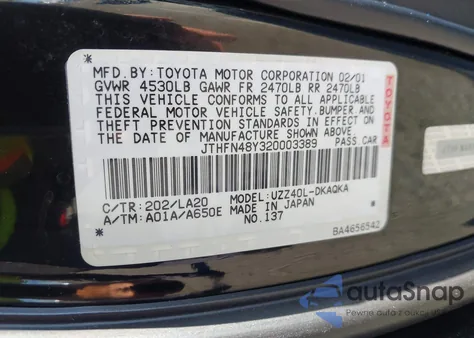 MFD.BY:TOYOTA MOTOR CORPORATION 02/01
GVWR 4530LB GAWR FR 2470LB RR 2470LB
THIS VEHICLE CONFORMS TO ALL APPLICABLE
FEDERAL MOTOR VEHICLE SAFETY,BUMPER AND
THEFT PREVENTION STANDARDS IN EFFECT ON
THE DATE OF MANUFACTURE SHOWN ABOVE.
JTHFN48Y320003389 PASS.CAR
UZZ40L-DKAQKA
C/TR:202/LA20 MADE IN JAPAN
A/TM:A01A/A650E NO.137
BA4656542
TOYOTA
autoSnap
Pewne auta z aukcji